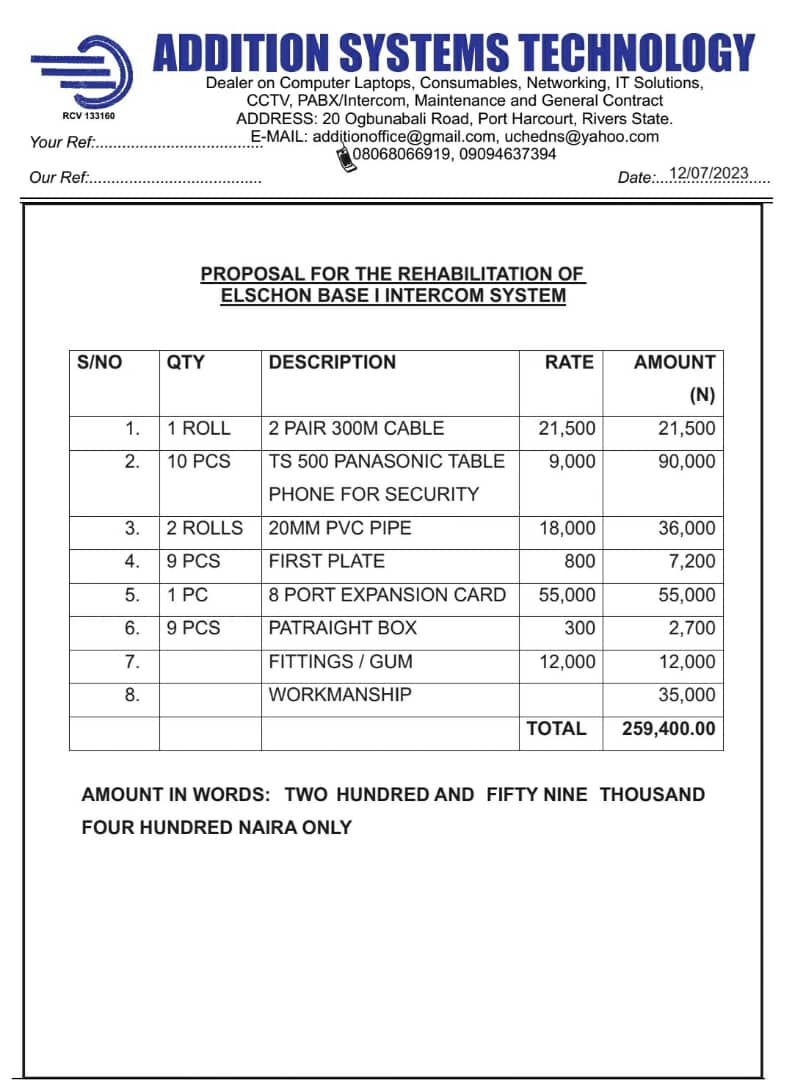 ADDITION SYSTEMS TECHNOLOGY
Dealer on Computer Laptops, Consumables, Networking, IT Solutions,
CCTV, PABX/Intercom, Maintenance and General Contract
RCV 133160
ADDRESS: 20 Ogbunabali Road, Port Harcourt, Rivers State.
Your Ref:...................................... E-MAIL: additionoffice@gmail.com, uchedns@yahoo.com
08068066919, 09094637394
Our Ref:....................................... Date:...12/07/2023.....
PROPOSAL FOR THE REHABILITATION OF
ELSCHON BASE I INTERCOM SYSTEM
S/NO QTY DESCRIPTION RATE AMOUNT
(N)
1. 1 ROLL 2 PAIR 300M CABLE 21,500 21,500
2. 10 PCS TS 500 PANASONIC TABLE 9,000 90,000
PHONE FOR SECURITY
3. 2 ROLLS 20MM PVC PIPE 18,000 36,000
4. 9 PCS FIRST PLATE 800 7,200
5. 1 PC 8 PORT EXPANSION CARD 55,000 55,000
6. 9 PCS PATRAIGHT BOX 300 2,700
7. FITTINGS / GUM 12,000 12,000
8. WORKMANSHIP 35,000
TOTAL 259,400.00
AMOUNT IN WORDS: TWO HUNDRED AND FIFTY NINE THOUSAND
FOUR HUNDRED NAIRA ONLY